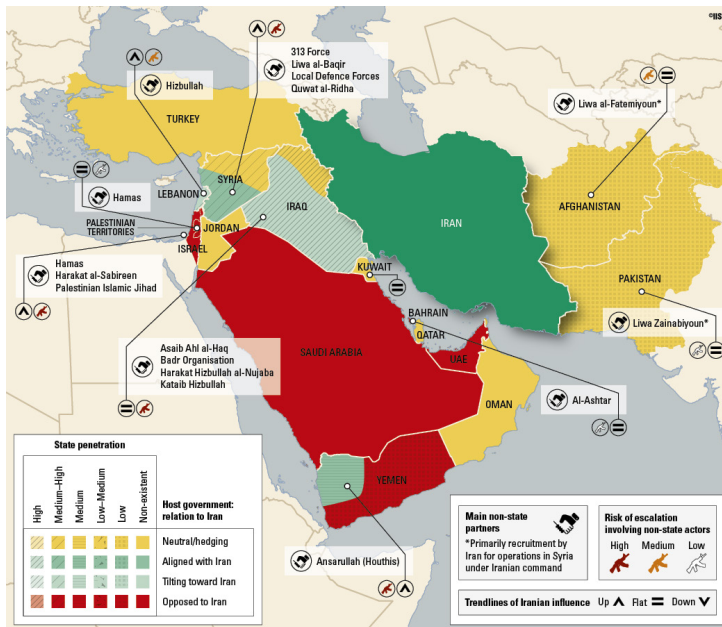 ©IISS
313 Force
Liwa al-Baqir
Local Defence Forces
Quwat al-Ridha
Hizbullah
Liwa al-Fatemiyoun*
TURKEY
SYRIA
LEBANON
Hamas
IRAQ
IRAN
AFGHANISTAN
PALESTINIAN
TERRITORIES
JORDAN
ISRAEL
Hamas
Harakat al-Sabireen
Palestinian Islamic Jihad
KUWAIT
PAKISTAN
BAHRAIN
QATAR
Liwa Zainabiyoun*
Asaib Ahl al-Haq
Badr Organisation
Harakat Hizbullah al-Nujaba
Kataib Hizbullah
SAUDI ARABIA
UAE
OMAN
Al-Ashtar
YEMEN
Ansarullah (Houthis)
State penetration
High
Medium–High
Medium
Low–Medium
Low
Non-existent
Host government:
relation to Iran
Neutral/hedging
Aligned with Iran
Tilting toward Iran
Opposed to Iran
Main non-state
partners
*Primarily recruitment by
Iran for operations in Syria
under Iranian command
Risk of escalation
involving non-state actors
High Medium Low
Trendlines of Iranian influence Up Flat Down